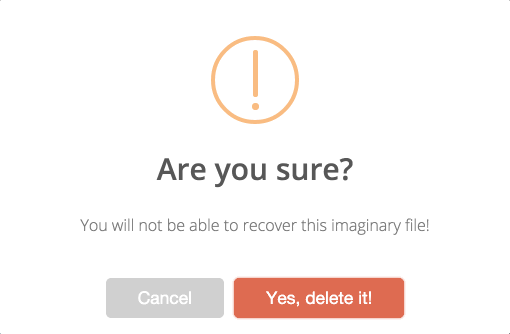 Are you sure?
You will not be able to recover this imaginary file!
Cancel
Yes, delete it!